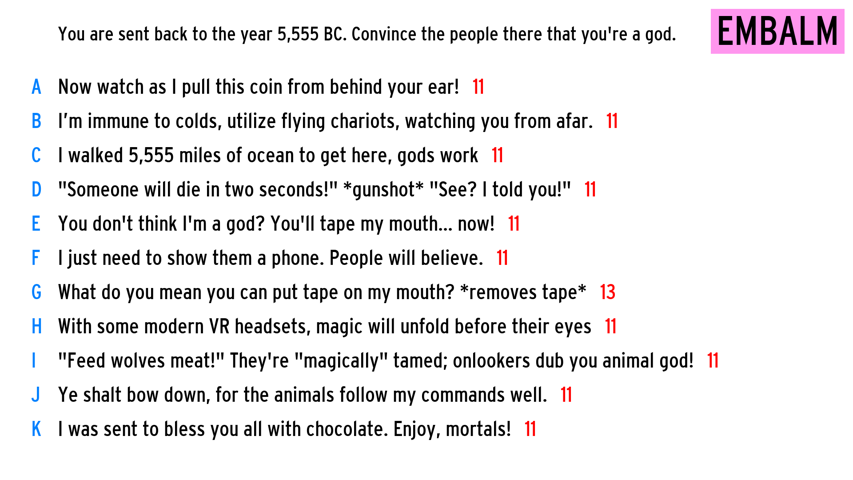 You are sent back to the year 5,555 BC. Convince the people there that you're a god.
EMBALM
A Now watch as I pull this coin from behind your ear! 11
B I’m immune to colds, utilize flying chariots, watching you from afar. 11
C I walked 5,555 miles of ocean to get here, gods work 11
D "Someone will die in two seconds!" *gunshot* "See? I told you!" 11
E You don't think I'm a god? You'll tape my mouth... now! 11
F I just need to show them a phone. People will believe. 11
G What do you mean you can put tape on my mouth? *removes tape* 13
H With some modern VR headsets, magic will unfold before their eyes 11
I "Feed wolves meat!" They're "magically" tamed; onlookers dub you animal god! 11
J Ye shalt bow down, for the animals follow my commands well. 11
K I was sent to bless you all with chocolate. Enjoy, mortals! 11